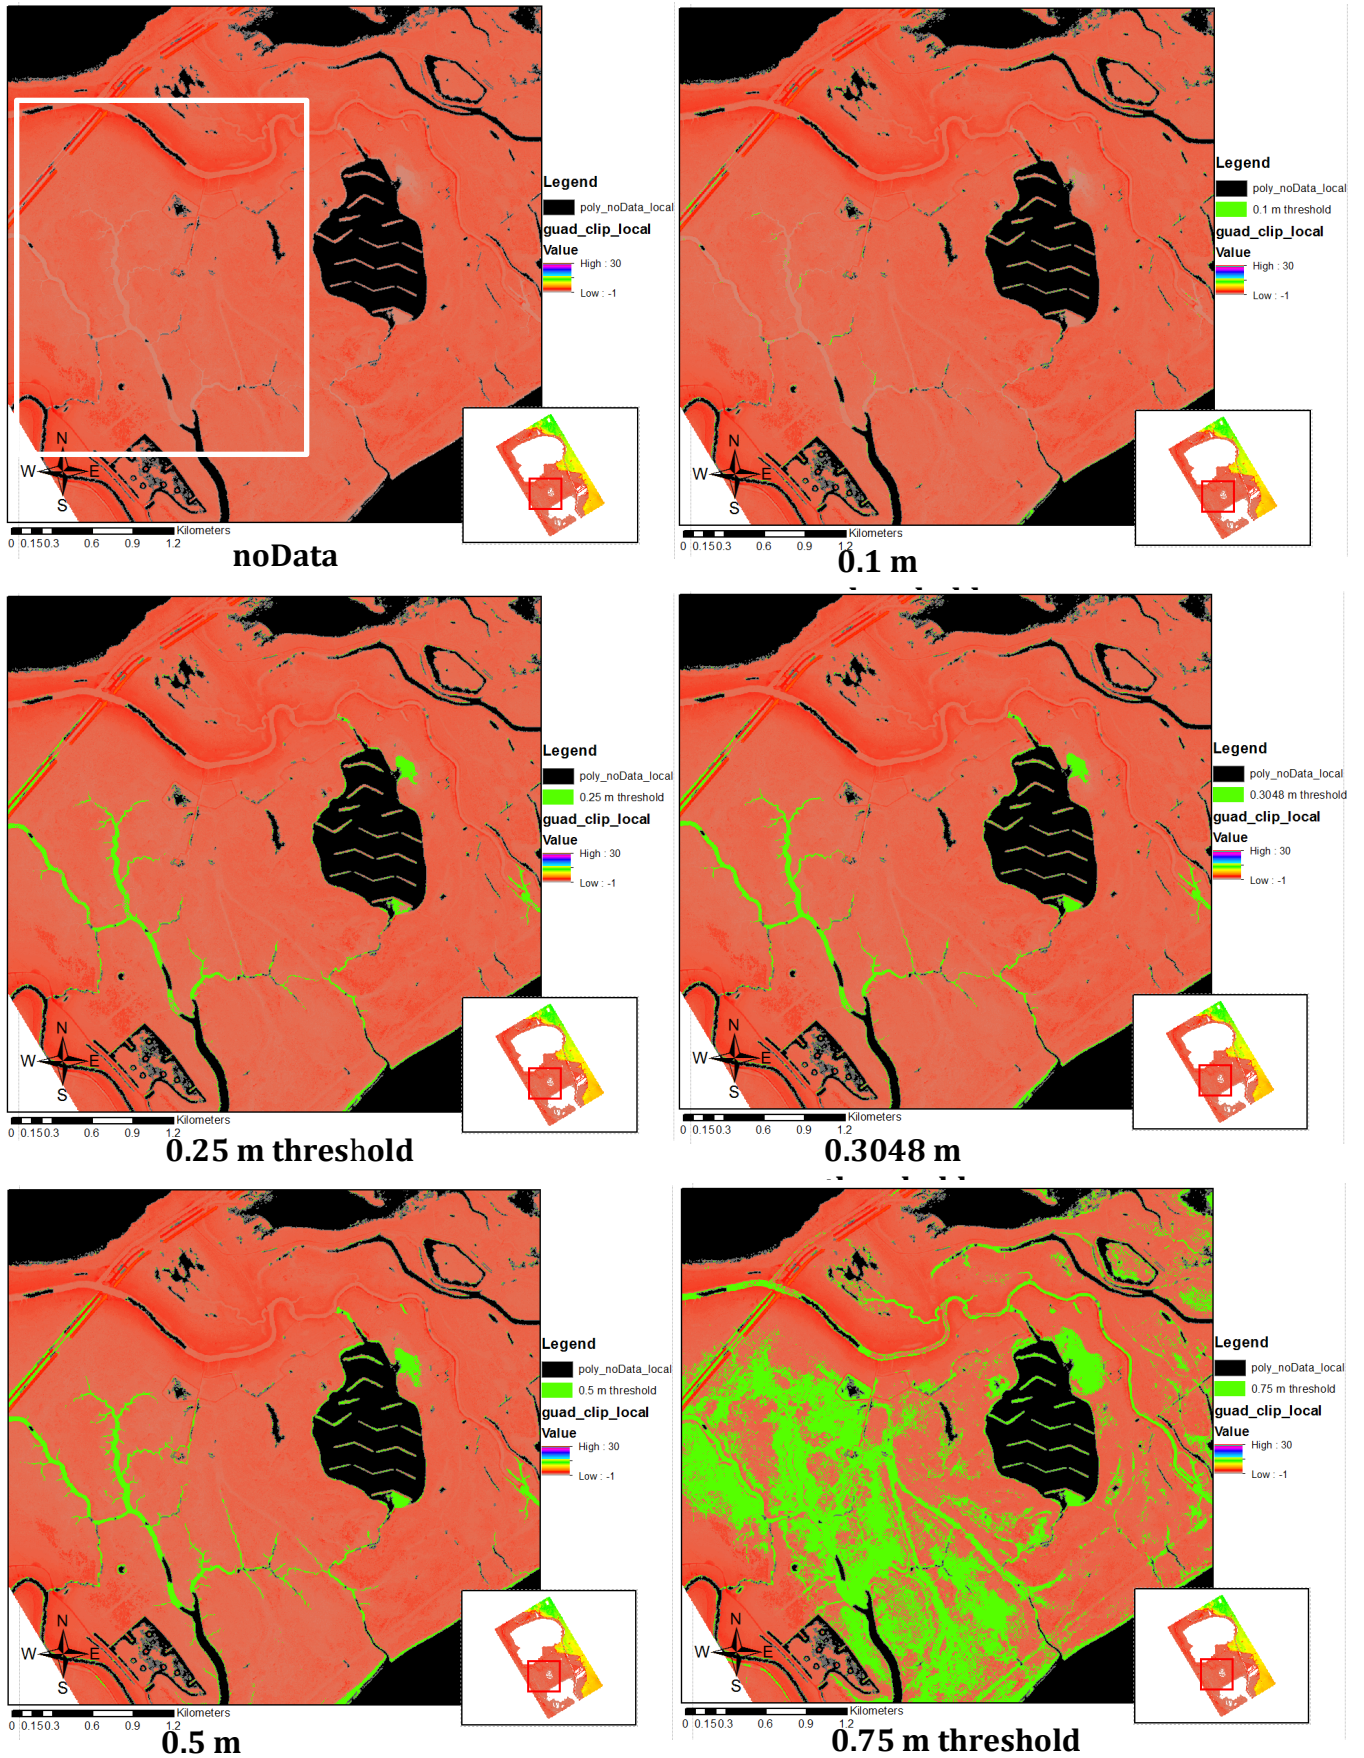 Legend
poly_noData_local
guad_clip_local
Value
High : 30
Low : -1
N
W E
S
Kilometers
0 0.150.3 0.6 0.9 1.2
noData
Legend
poly_noData_local
0.1 m threshold
guad_clip_local
Value
High : 30
Low : -1
N
W E
S
Kilometers
0 0.150.3 0.6 0.9 1.2
0.1 m
Legend
poly_noData_local
0.25 m threshold
guad_clip_local
Value
High : 30
Low : -1
N
W E
S
Kilometers
0 0.150.3 0.6 0.9 1.2
0.25 m threshold
Legend
poly_noData_local
0.3048 m threshold
guad_clip_local
Value
High : 30
Low : -1
N
W E
S
Kilometers
0 0.150.3 0.6 0.9 1.2
0.3048 m
Legend
poly_noData_local
0.5 m threshold
guad_clip_local
Value
High : 30
Low : -1
N
W E
S
Kilometers
0 0.150.3 0.6 0.9 1.2
0.5 m
Legend
poly_noData_local
0.75 m threshold
guad_clip_local
Value
High : 30
Low : -1
N
W E
S
Kilometers
0 0.150.3 0.6 0.9 1.2
0.75 m threshold